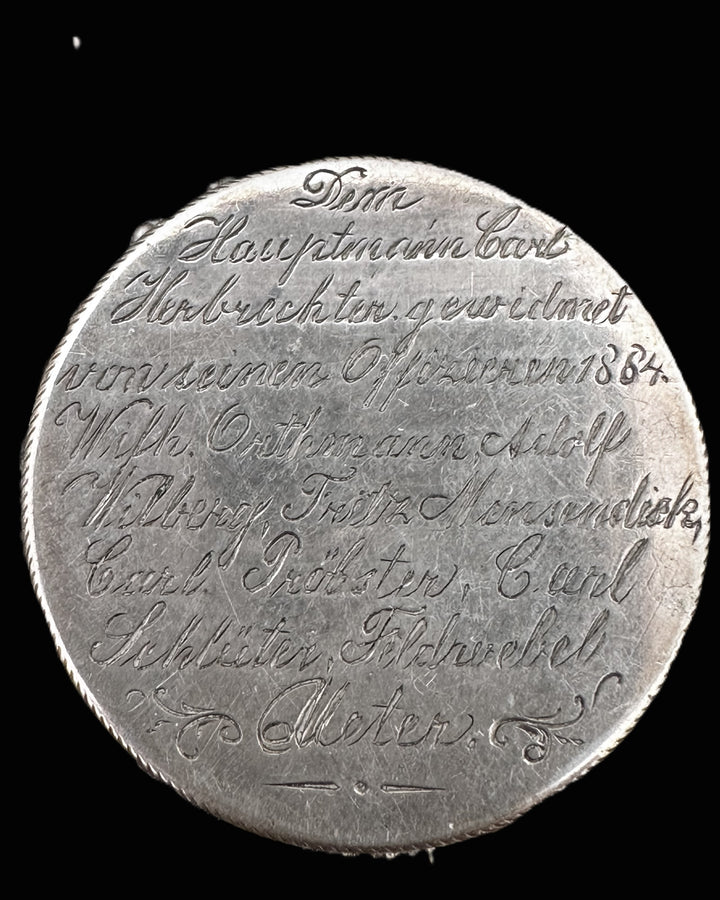 Dem
Hauptmann Carl
Herbrechter. gewidmet
von seinen Offizieren 1864.
Wilh. Orthmann, Adolf
Wilberg, Fritz Mensendiek,
Carl. Pröbster, Carl
Schlüter, Feldwebel
Meter.